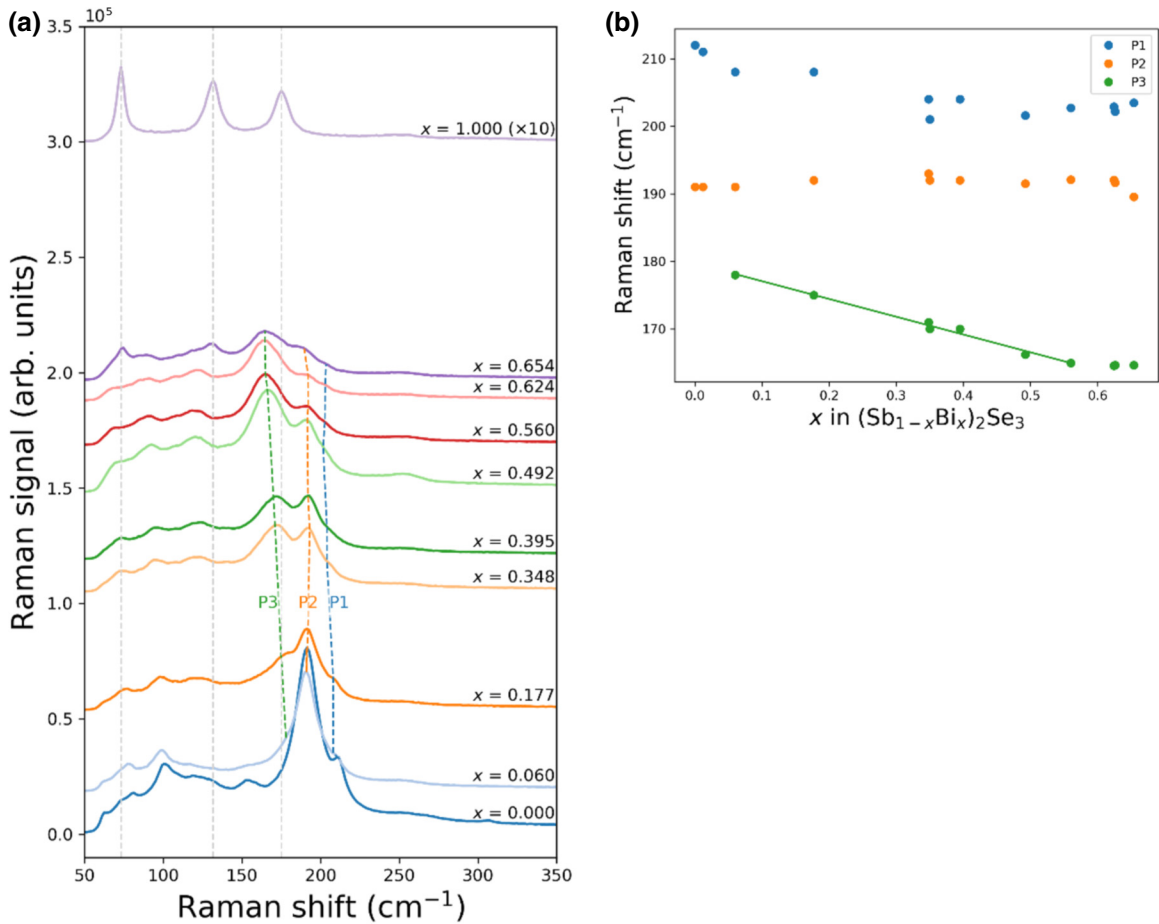 (a)
10⁵
3.5
3.0
2.5
2.0
1.5
1.0
0.5
0.0
Raman signal (arb. units)
x = 1.000 (×10)
x = 0.654
x = 0.624
x = 0.560
x = 0.492
x = 0.395
x = 0.348
P3 P2 P1
x = 0.177
x = 0.060
x = 0.000
50 100 150 200 250 300 350
Raman shift (cm⁻¹)
(b)
210
200
190
180
170
Raman shift (cm⁻¹)
P1
P2
P3
0.0 0.1 0.2 0.3 0.4 0.5 0.6
x in (Sb₁₋ₓBiₓ)₂Se₃